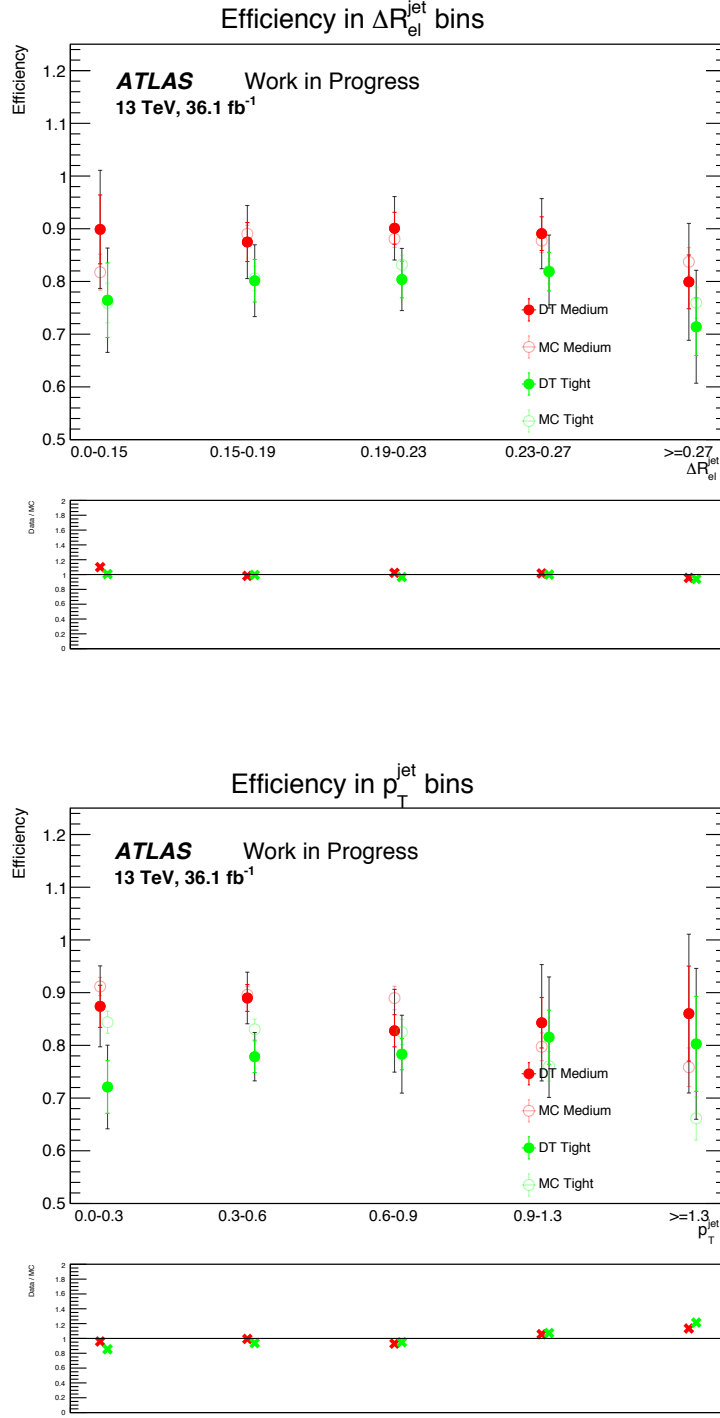 Efficiency in ΔR_el^jet bins
Efficiency
ATLAS Work in Progress
13 TeV, 36.1 fb⁻¹
1.2
1.1
1
0.9
0.8
0.7
0.6
0.5
DT Medium
MC Medium
DT Tight
MC Tight
0.0-0.15 0.15-0.19 0.19-0.23 0.23-0.27 >=0.27
ΔR_el^jet
Data / MC
2
1.8
1.6
1.4
1.2
1
0.8
0.6
0.4
0.2
0
Efficiency in p_T^jet bins
Efficiency
ATLAS Work in Progress
13 TeV, 36.1 fb⁻¹
1.2
1.1
1
0.9
0.8
0.7
0.6
0.5
DT Medium
MC Medium
DT Tight
MC Tight
0.0-0.3 0.3-0.6 0.6-0.9 0.9-1.3 >=1.3
p_T^jet
Data / MC
2
1.8
1.6
1.4
1.2
1
0.8
0.6
0.4
0.2
0